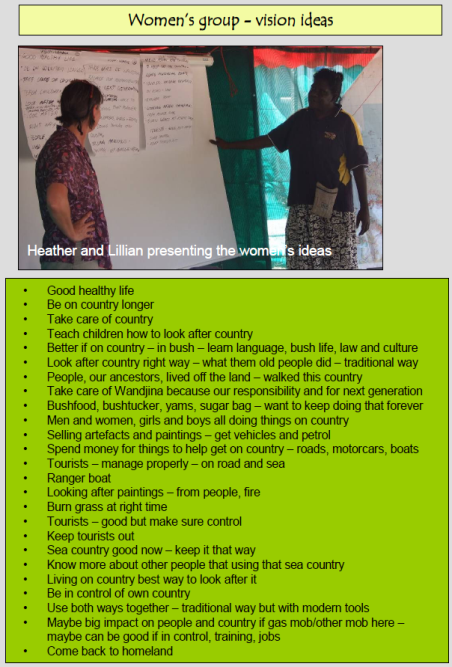 Women's group - vision ideas
Heather and Lillian presenting the women's ideas
• Good healthy life
• Be on country longer
• Take care of country
• Teach children how to look after country
• Better if on country – in bush – learn language, bush life, law and culture
• Look after country right way – what them old people did – traditional way
• People, our ancestors, lived off the land – walked this country
• Take care of Wandjina because our responsibility and for next generation
• Bushfood, bushtucker, yams, sugar bag – want to keep doing that forever
• Men and women, girls and boys all doing things on country
• Selling artefacts and paintings – get vehicles and petrol
• Spend money for things to help get on country – roads, motorcars, boats
• Tourists – manage properly – on road and sea
• Ranger boat
• Looking after paintings – from people, fire
• Burn grass at right time
• Tourists – good but make sure control
• Keep tourists out
• Sea country good now – keep it that way
• Know more about other people that using that sea country
• Living on country best way to look after it
• Be in control of own country
• Use both ways together – traditional way but with modern tools
• Maybe big impact on people and country if gas mob/other mob here –
maybe can be good if in control, training, jobs
• Come back to homeland